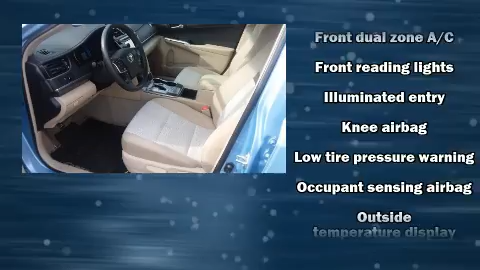 Front dual zone A/C
Front reading lights
Illuminated entry
Knee airbag
Low tire pressure warning
Occupant sensing airbag
Outside
temperature display